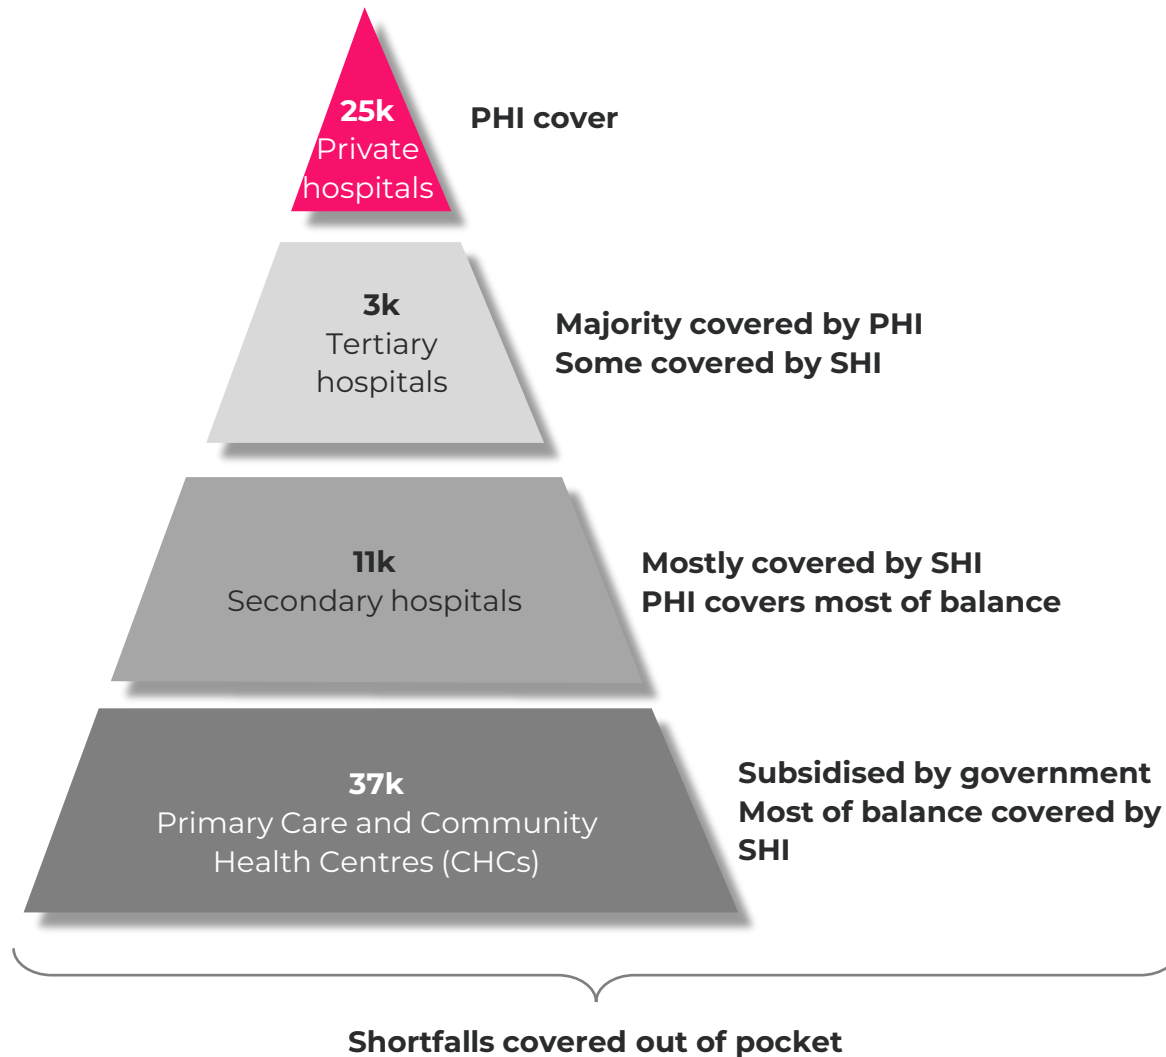 25k
Private
hospitals
PHI cover
3k
Tertiary
hospitals
Majority covered by PHI
Some covered by SHI
11k
Secondary hospitals
Mostly covered by SHI
PHI covers most of balance
37k
Primary Care and Community
Health Centres (CHCs)
Subsidised by government
Most of balance covered by
SHI
Shortfalls covered out of pocket